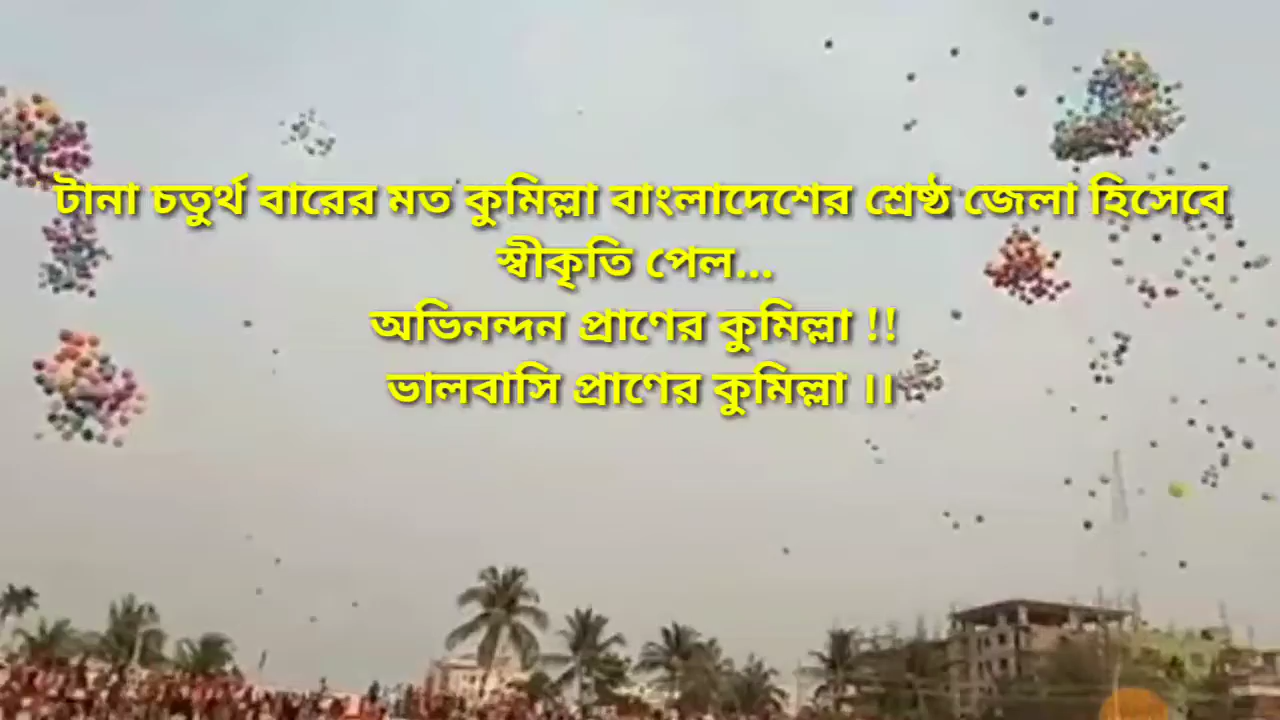 টানা চতুর্থ বারের মত কুমিল্লা বাংলাদেশের শ্রেষ্ঠ জেলা হিসেবে
স্বীকৃতি পেল...
অভিনন্দন প্রাণের কুমিল্লা !!
ভালবাসি প্রাণের কুমিল্লা ।।